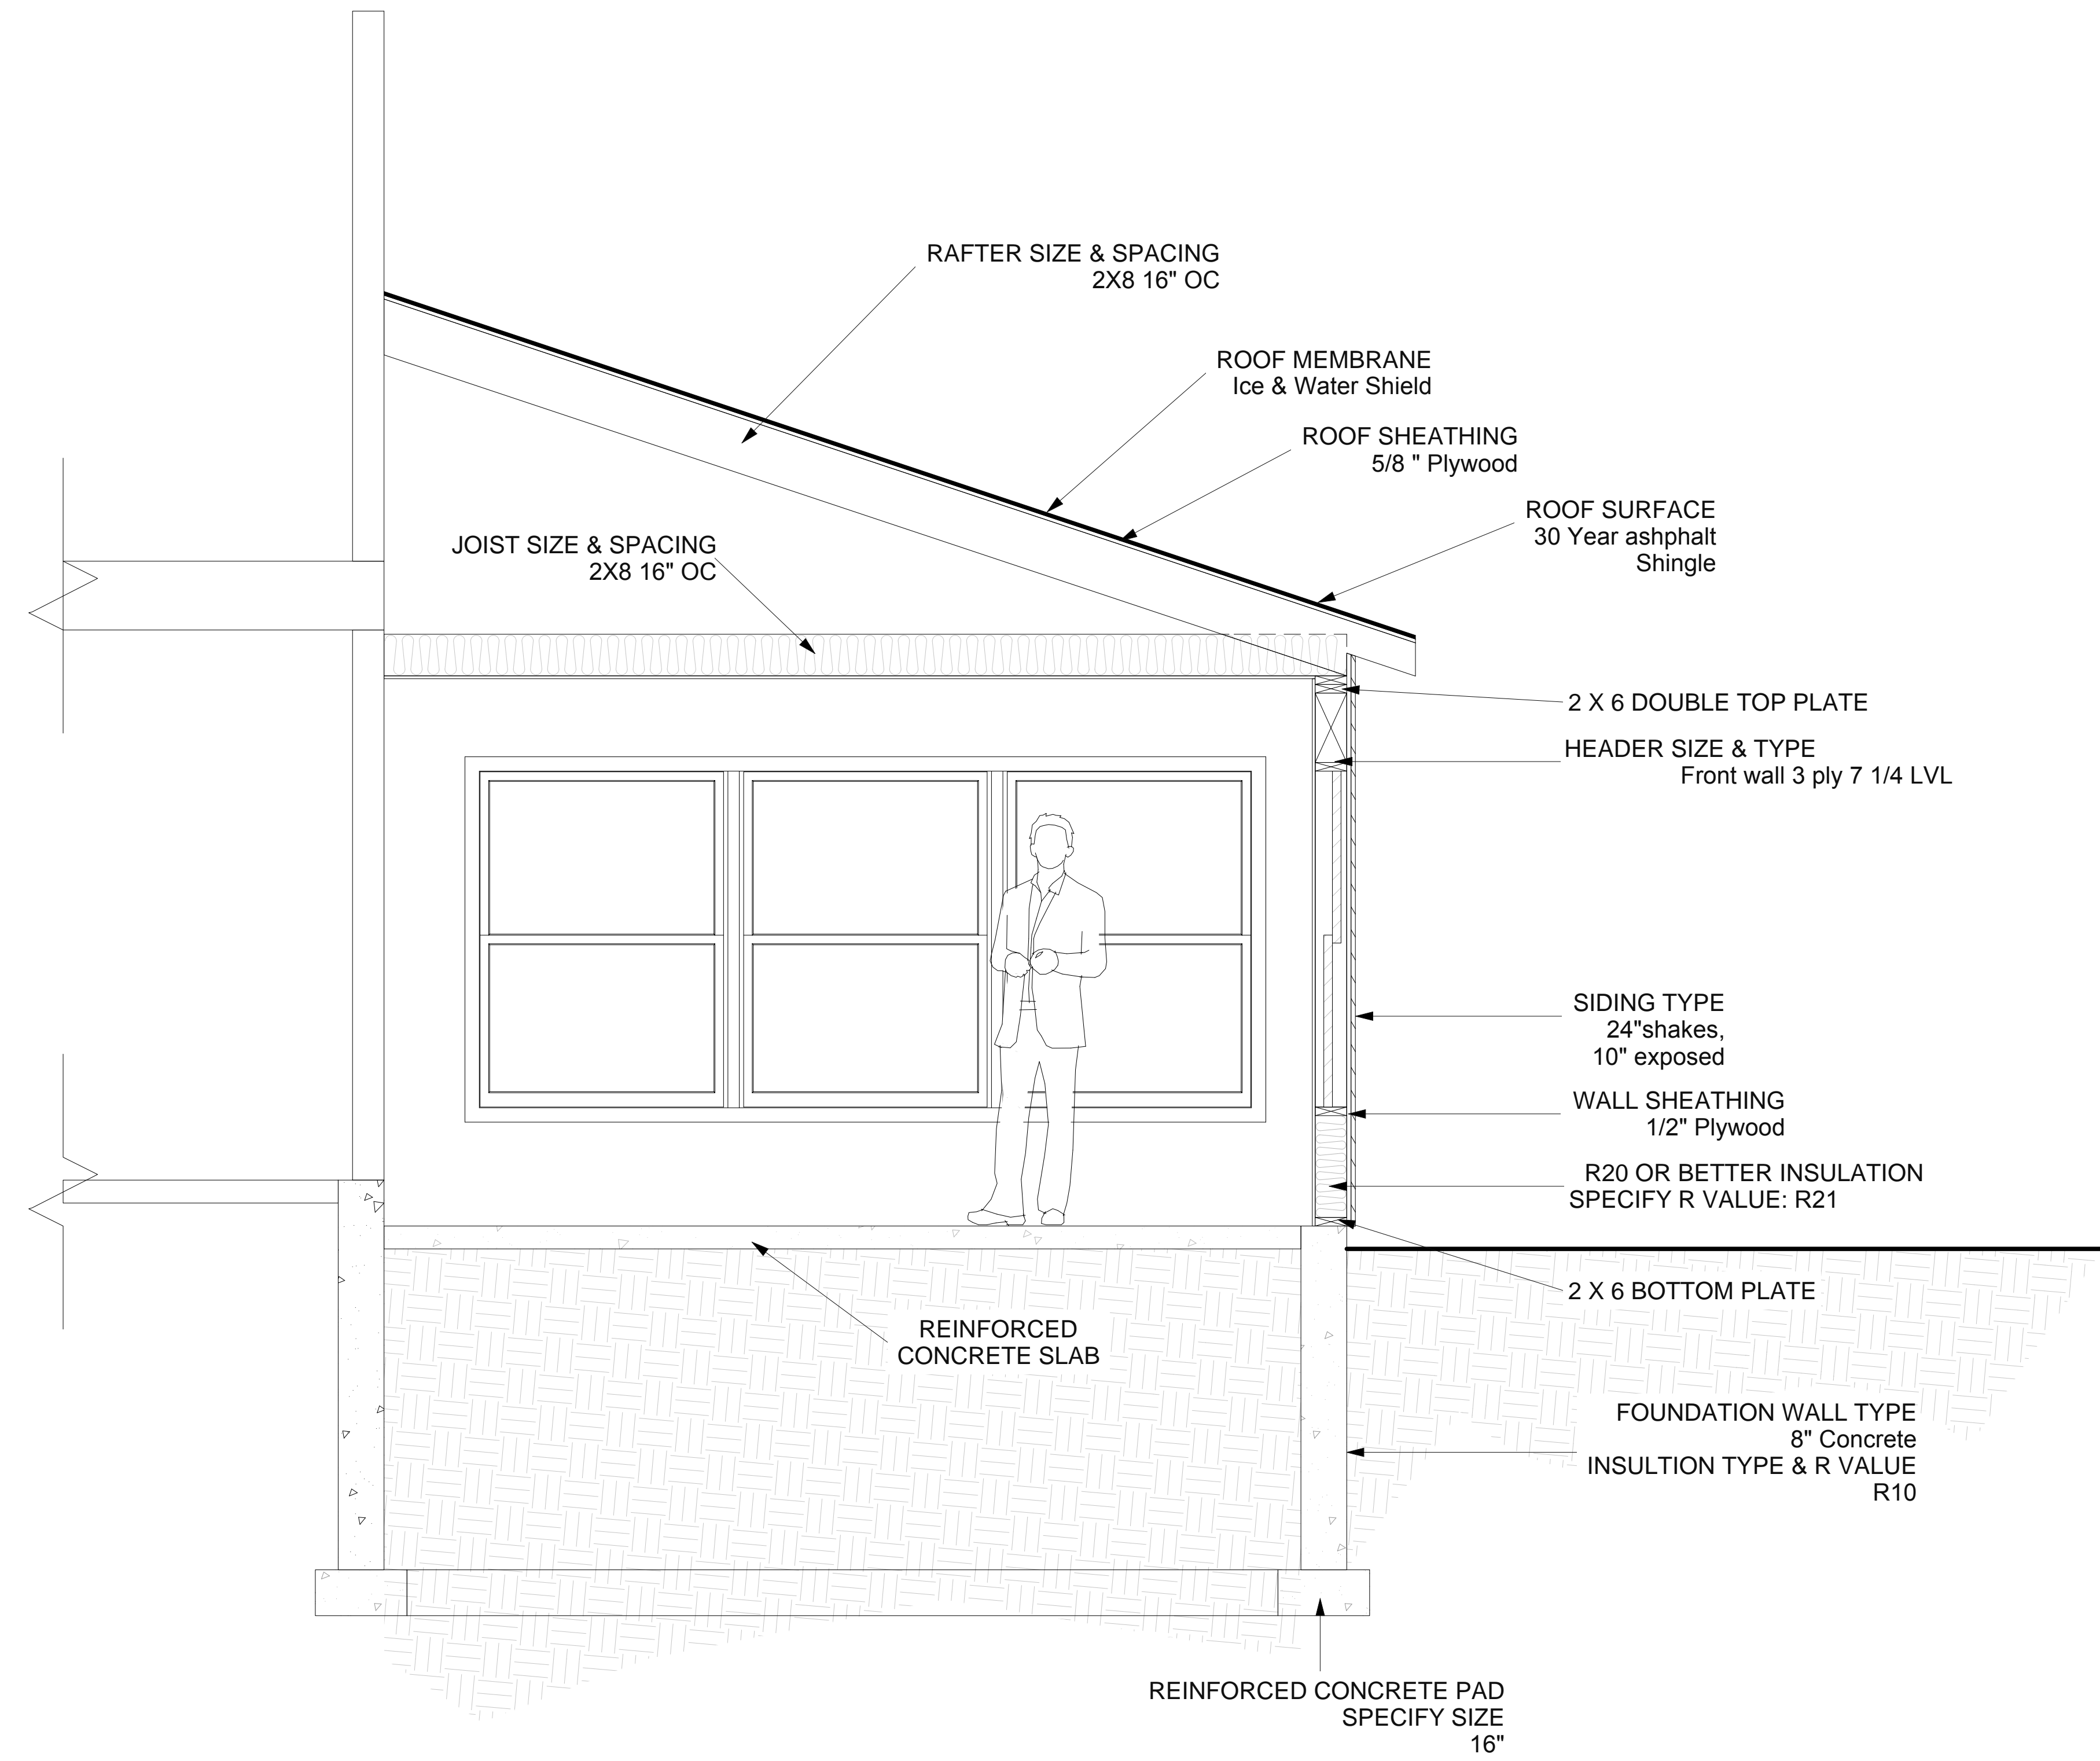 RAFTER SIZE & SPACING
2X8 16" OC
ROOF MEMBRANE
Ice & Water Shield
ROOF SHEATHING
5/8 " Plywood
ROOF SURFACE
30 Year ashphalt
Shingle
JOIST SIZE & SPACING
2X8 16" OC
2 X 6 DOUBLE TOP PLATE
HEADER SIZE & TYPE
Front wall 3 ply 7 1/4 LVL
SIDING TYPE
24"shakes,
10" exposed
WALL SHEATHING
1/2" Plywood
R20 OR BETTER INSULATION
SPECIFY R VALUE: R21
2 X 6 BOTTOM PLATE
REINFORCED
CONCRETE SLAB
FOUNDATION WALL TYPE
8" Concrete
INSULTION TYPE & R VALUE
R10
REINFORCED CONCRETE PAD
SPECIFY SIZE
16"